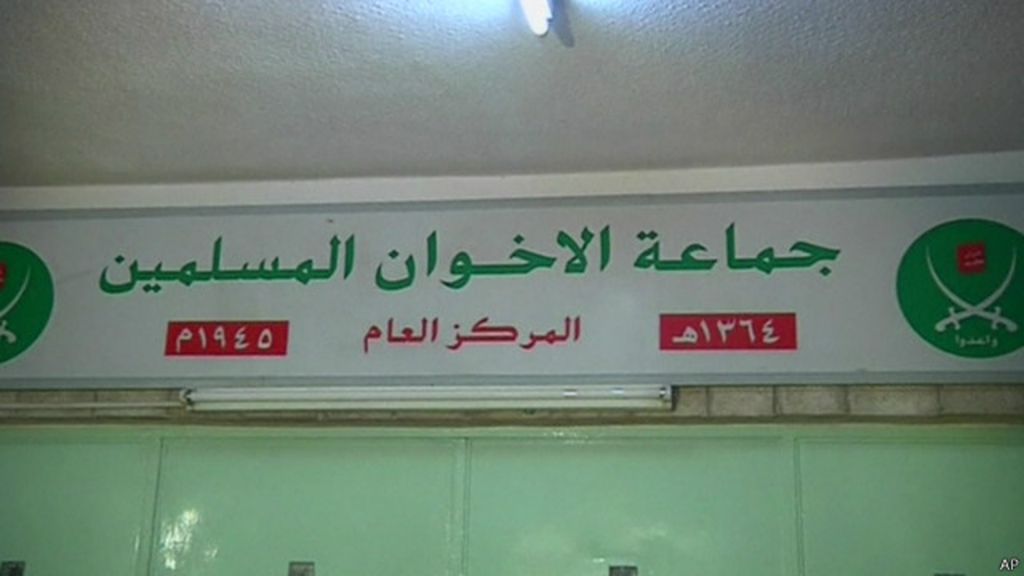 جماعة الاخوان المسلمين
١٣٦٤هـ المركز العام ١٩٤٥م
واعدوا
AP